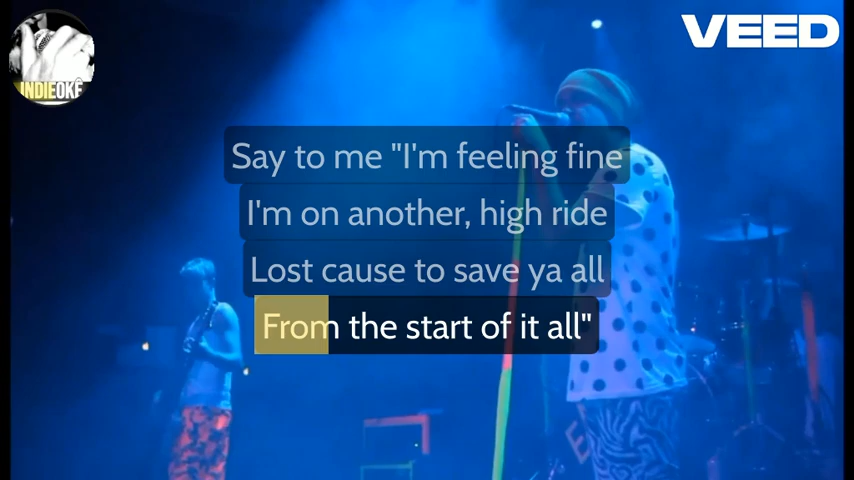 VEED
INDIEOKÊ
Say to me "I'm feeling fine
I'm on another, high ride
Lost cause to save ya all
From the start of it all"